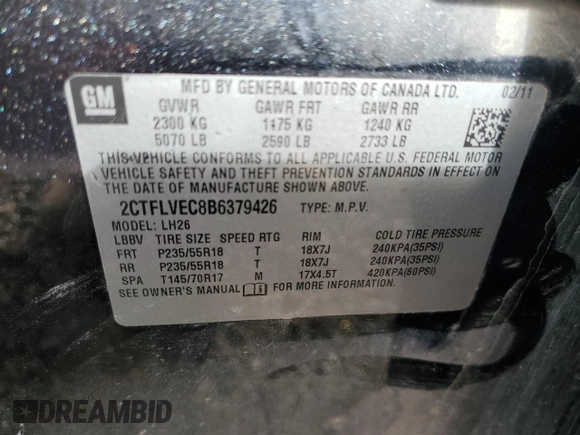 GM
MFD BY GENERAL MOTORS OF CANADA LTD. 02/11
GVWR GAWR FRT GAWR RR
2300 KG 1175 KG 1240 KG
5070 LB 2590 LB 2733 LB
THIS VEHICLE CONFORMS TO ALL APPLICABLE U.S. FEDERAL MOTOR
VEHICLE SAFETY AND THEFT PREVENTION STANDARDS IN EFFECT ON
THE DATE OF MANUFACTURE SHOWN ABOVE.
2CTFLVEC8B6379426 TYPE: M.P.V.
MODEL: LH26
LBBV TIRE SIZE SPEED RTG RIM COLD TIRE PRESSURE
FRT P235/55R18 T 18X7J 240KPA(35PSI)
RR P235/55R18 T 18X7J 240KPA(35PSI)
SPA T145/70R17 M 17X4.5T 420KPA(60PSI)
SEE OWNER'S MANUAL FOR MORE INFORMATION
DREAMBID